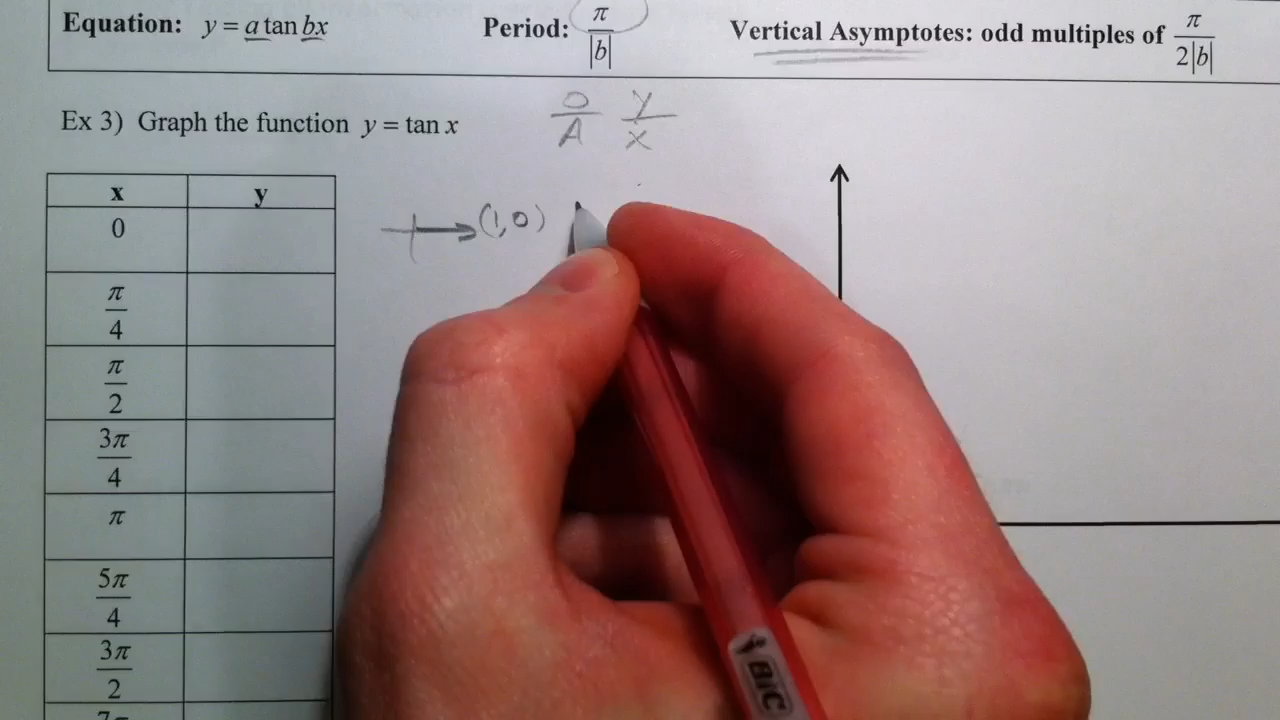 Equation: y = a tan bx Period: π/|b| Vertical Asymptotes: odd multiples of π/2|b|
Ex 3) Graph the function y = tan x
O/A y/x
x y
0
(1,0)
π/4
π/2
3π/4
π
5π/4
3π/2
BIC